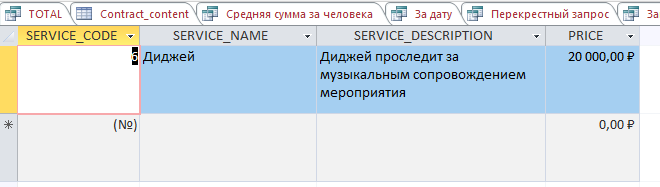 TOTAL Contract_content Средняя сумма за человека За дату Перекрестный запрос За
SERVICE_CODE SERVICE_NAME SERVICE_DESCRIPTION PRICE
6 Диджей Диджей проследит за 20 000,00 ₽
музыкальным сопровождением
мероприятия
* (№) 0,00 ₽